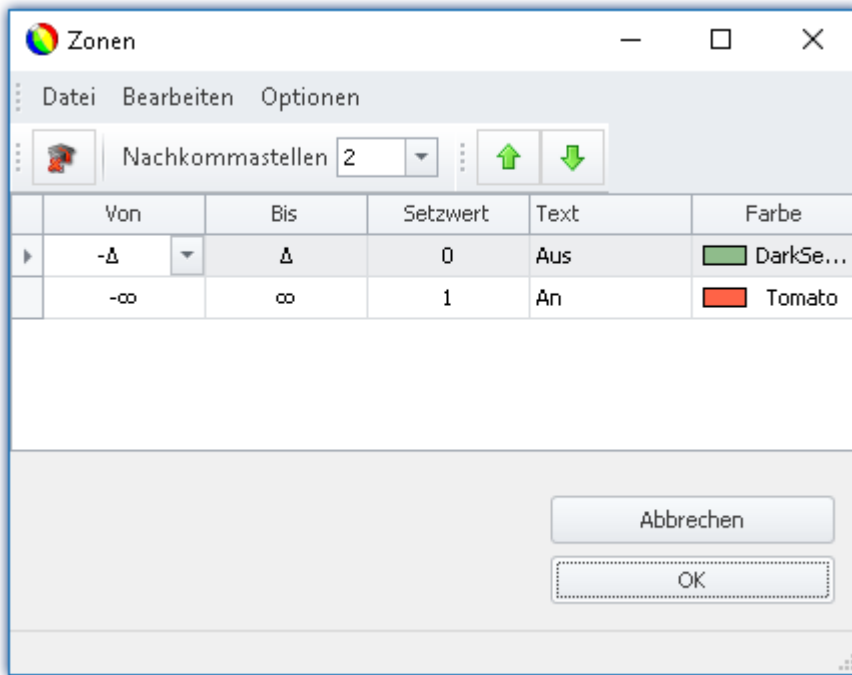 Zonen
Datei Bearbeiten Optionen
Nachkommastellen 2
Von Bis Setzwert Text Farbe
-Δ Δ 0 Aus DarkSe...
-∞ ∞ 1 An Tomato
Abbrechen
OK